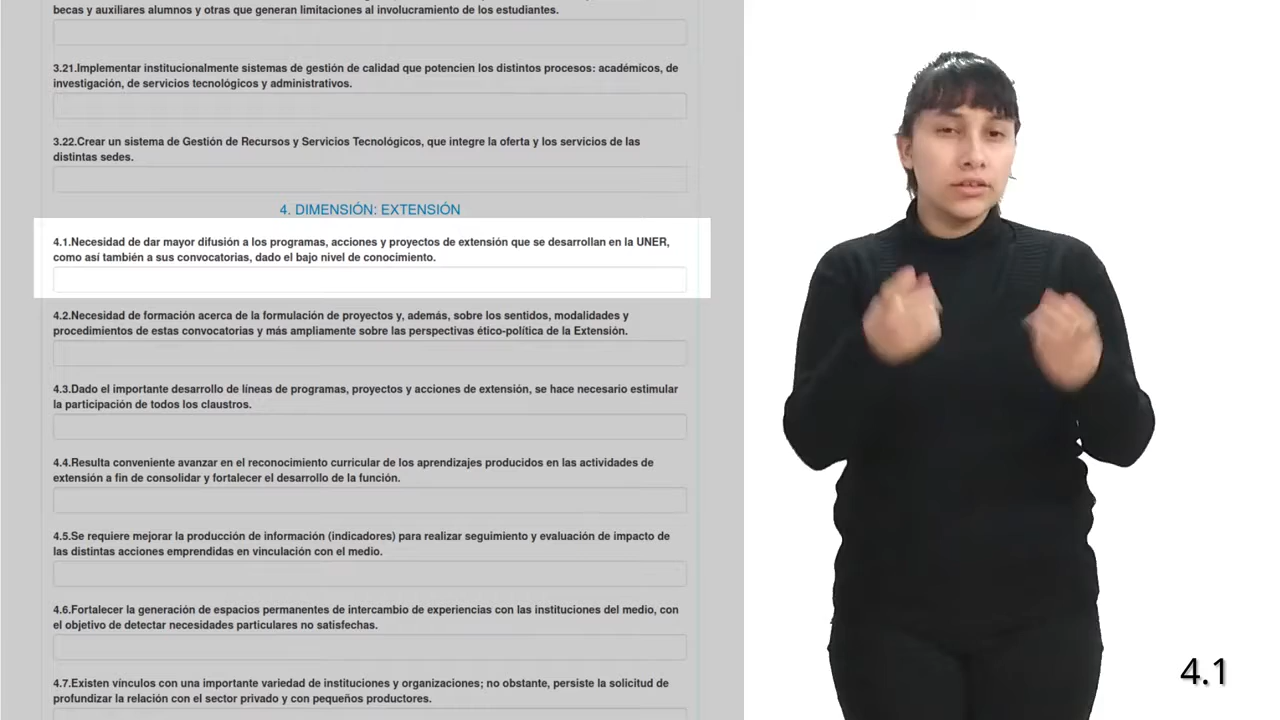 becas y auxiliares alumnos y otras que generan limitaciones al involucramiento de los estudiantes.
3.21.Implementar institucionalmente sistemas de gestión de calidad que potencien los distintos procesos: académicos, de
investigación, de servicios tecnológicos y administrativos.
3.22.Crear un sistema de Gestión de Recursos y Servicios Tecnológicos, que integre la oferta y los servicios de las
distintas sedes.
4. DIMENSIÓN: EXTENSIÓN
4.1.Necesidad de dar mayor difusión a los programas, acciones y proyectos de extensión que se desarrollan en la UNER,
como así también a sus convocatorias, dado el bajo nivel de conocimiento.
4.2.Necesidad de formación acerca de la formulación de proyectos y, además, sobre los sentidos, modalidades y
procedimientos de estas convocatorias y más ampliamente sobre las perspectivas ético-política de la Extensión.
4.3.Dado el importante desarrollo de líneas de programas, proyectos y acciones de extensión, se hace necesario estimular
la participación de todos los claustros.
4.4.Resulta conveniente avanzar en el reconocimiento curricular de los aprendizajes producidos en las actividades de
extensión a fin de consolidar y fortalecer el desarrollo de la función.
4.5.Se requiere mejorar la producción de información (indicadores) para realizar seguimiento y evaluación de impacto de
las distintas acciones emprendidas en vinculación con el medio.
4.6.Fortalecer la generación de espacios permanentes de intercambio de experiencias con las instituciones del medio, con
el objetivo de detectar necesidades particulares no satisfechas.
4.7.Existen vínculos con una importante variedad de instituciones y organizaciones; no obstante, persiste la solicitud de
profundizar la relación con el sector privado y con pequeños productores.
4.1